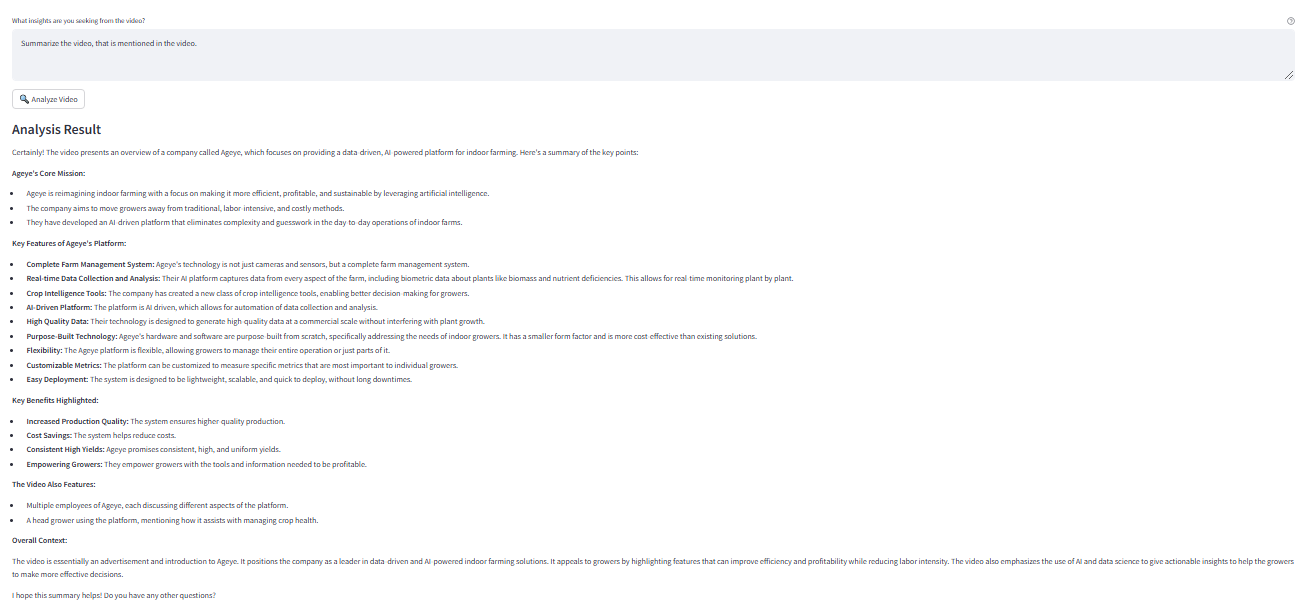 What insights are you seeking from the video?
Summarize the video, that is mentioned in the video.
Analyze Video
Analysis Result
Certainly! The video presents an overview of a company called Ageye, which focuses on providing a data-driven, AI-powered platform for indoor farming. Here's a summary of the key points:
Ageye's Core Mission:
• Ageye is reimagining indoor farming with a focus on making it more efficient, profitable, and sustainable by leveraging artificial intelligence.
• The company aims to move growers away from traditional, labor-intensive, and costly methods.
• They have developed an AI-driven platform that eliminates complexity and guesswork in the day-to-day operations of indoor farms.
Key Features of Ageye's Platform:
• Complete Farm Management System: Ageye's technology is not just cameras and sensors, but a complete farm management system.
• Real-time Data Collection and Analysis: Their AI platform captures data from every aspect of the farm, including biometric data about plants like biomass and nutrient deficiencies. This allows for real-time monitoring plant by plant.
• Crop Intelligence Tools: The company has created a new class of crop intelligence tools, enabling better decision-making for growers.
• AI-Driven Platform: The platform is AI driven, which allows for automation of data collection and analysis.
• High Quality Data: Their technology is designed to generate high-quality data at a commercial scale without interfering with plant growth.
• Purpose-Built Technology: Ageye's hardware and software are purpose-built from scratch, specifically addressing the needs of indoor growers. It has a smaller form factor and is more cost-effective than existing solutions.
• Flexibility: The Ageye platform is flexible, allowing growers to manage their entire operation or just parts of it.
• Customizable Metrics: The platform can be customized to measure specific metrics that are most important to individual growers.
• Easy Deployment: The system is designed to be lightweight, scalable, and quick to deploy, without long downtimes.
Key Benefits Highlighted:
• Increased Production Quality: The system ensures higher quality production.
• Cost Savings: The system helps reduce costs.
• Consistent High Yields: Ageye promises consistent, high, and uniform yields.
• Empowering Growers: They empower growers with the tools and information needed to be profitable.
The Video Also Features:
• Multiple employees of Ageye, each discussing different aspects of the platform.
• A head grower using the platform, mentioning how it assists with managing crop health.
Overall Context:
The video is essentially an advertisement and introduction to Ageye. It positions the company as a leader in data-driven and AI-powered indoor farming solutions. It appeals to growers by highlighting features that can improve efficiency and profitability while reducing labor intensity. The video also emphasizes the use of AI and data science to give actionable insights to help the growers
to make more effective decisions.
I hope this summary helps! Do you have any other questions?